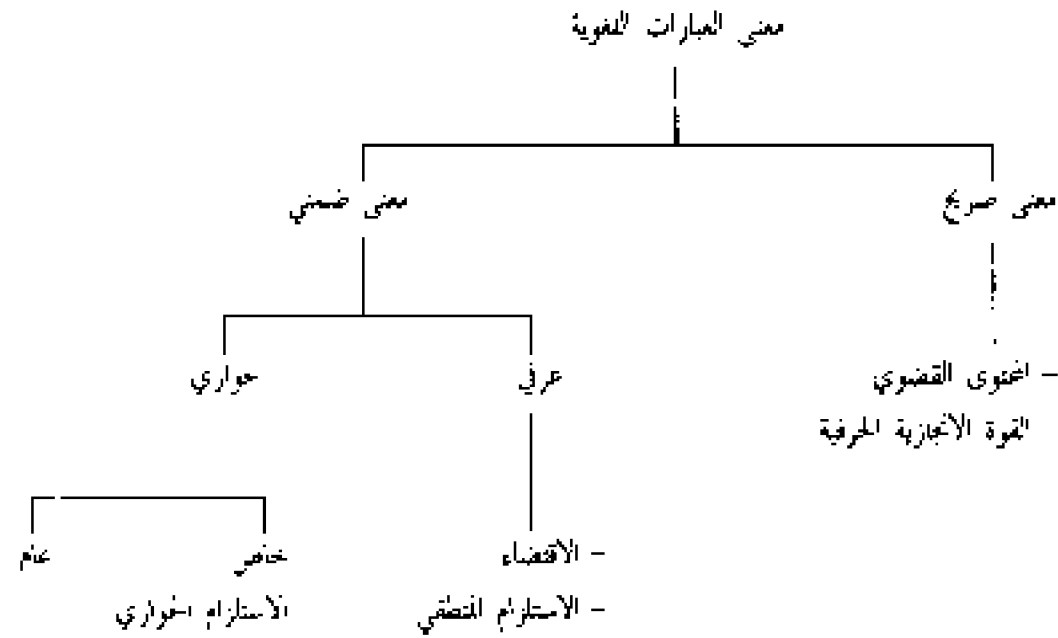 معنى العبارات اللغوية
معنى صريح
معنى ضمني
عرفي
حواري
– المحتوى القضوي
القوة الانجازية الحرفية
– الاقتضاء
– الاستلزام المنطقي
خاص
عام
الاستلزام الحواري